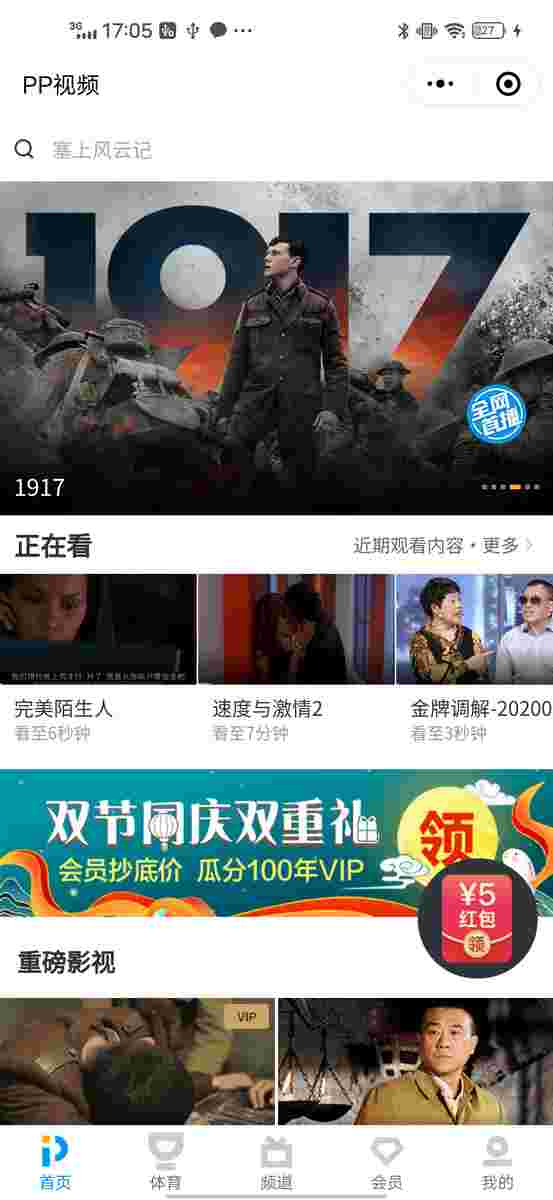 3G 17:05 27
PP视频
塞上风云记
1917
全网
首播
1917
正在看
近期观看内容·更多
完美陌生人
看至6秒钟
速度与激情2
看至7分钟
金牌调解-20200
看至3秒钟
双节同庆双重礼
会员抄底价 瓜分100年VIP
领
¥5
红包
领
重磅影视
VIP
首页
体育
频道
会员
我的